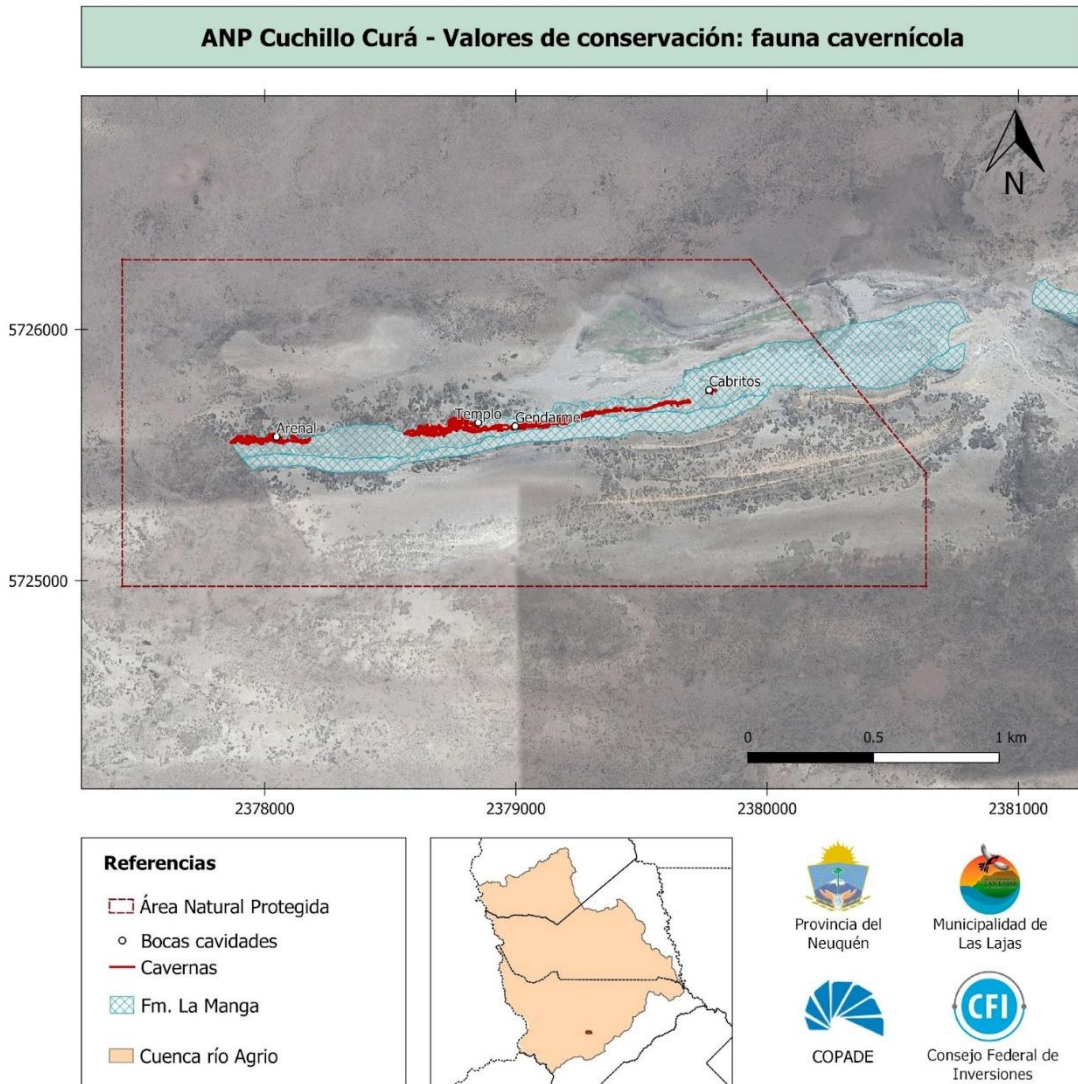 ANP Cuchillo Curá - Valores de conservación: fauna cavernícola
N
5726000
5725000
Cabritos
Templo
Gendarme
Arenal
0
0.5
1 km
2378000
2379000
2380000
2381000
Referencias
Área Natural Protegida
Bocas cavidades
Cavernas
Fm. La Manga
Cuenca río Agrio
Provincia del
Neuquén
Municipalidad de
Las Lajas
LAS LAJAS
COPADE
CFI
Consejo Federal de
Inversiones